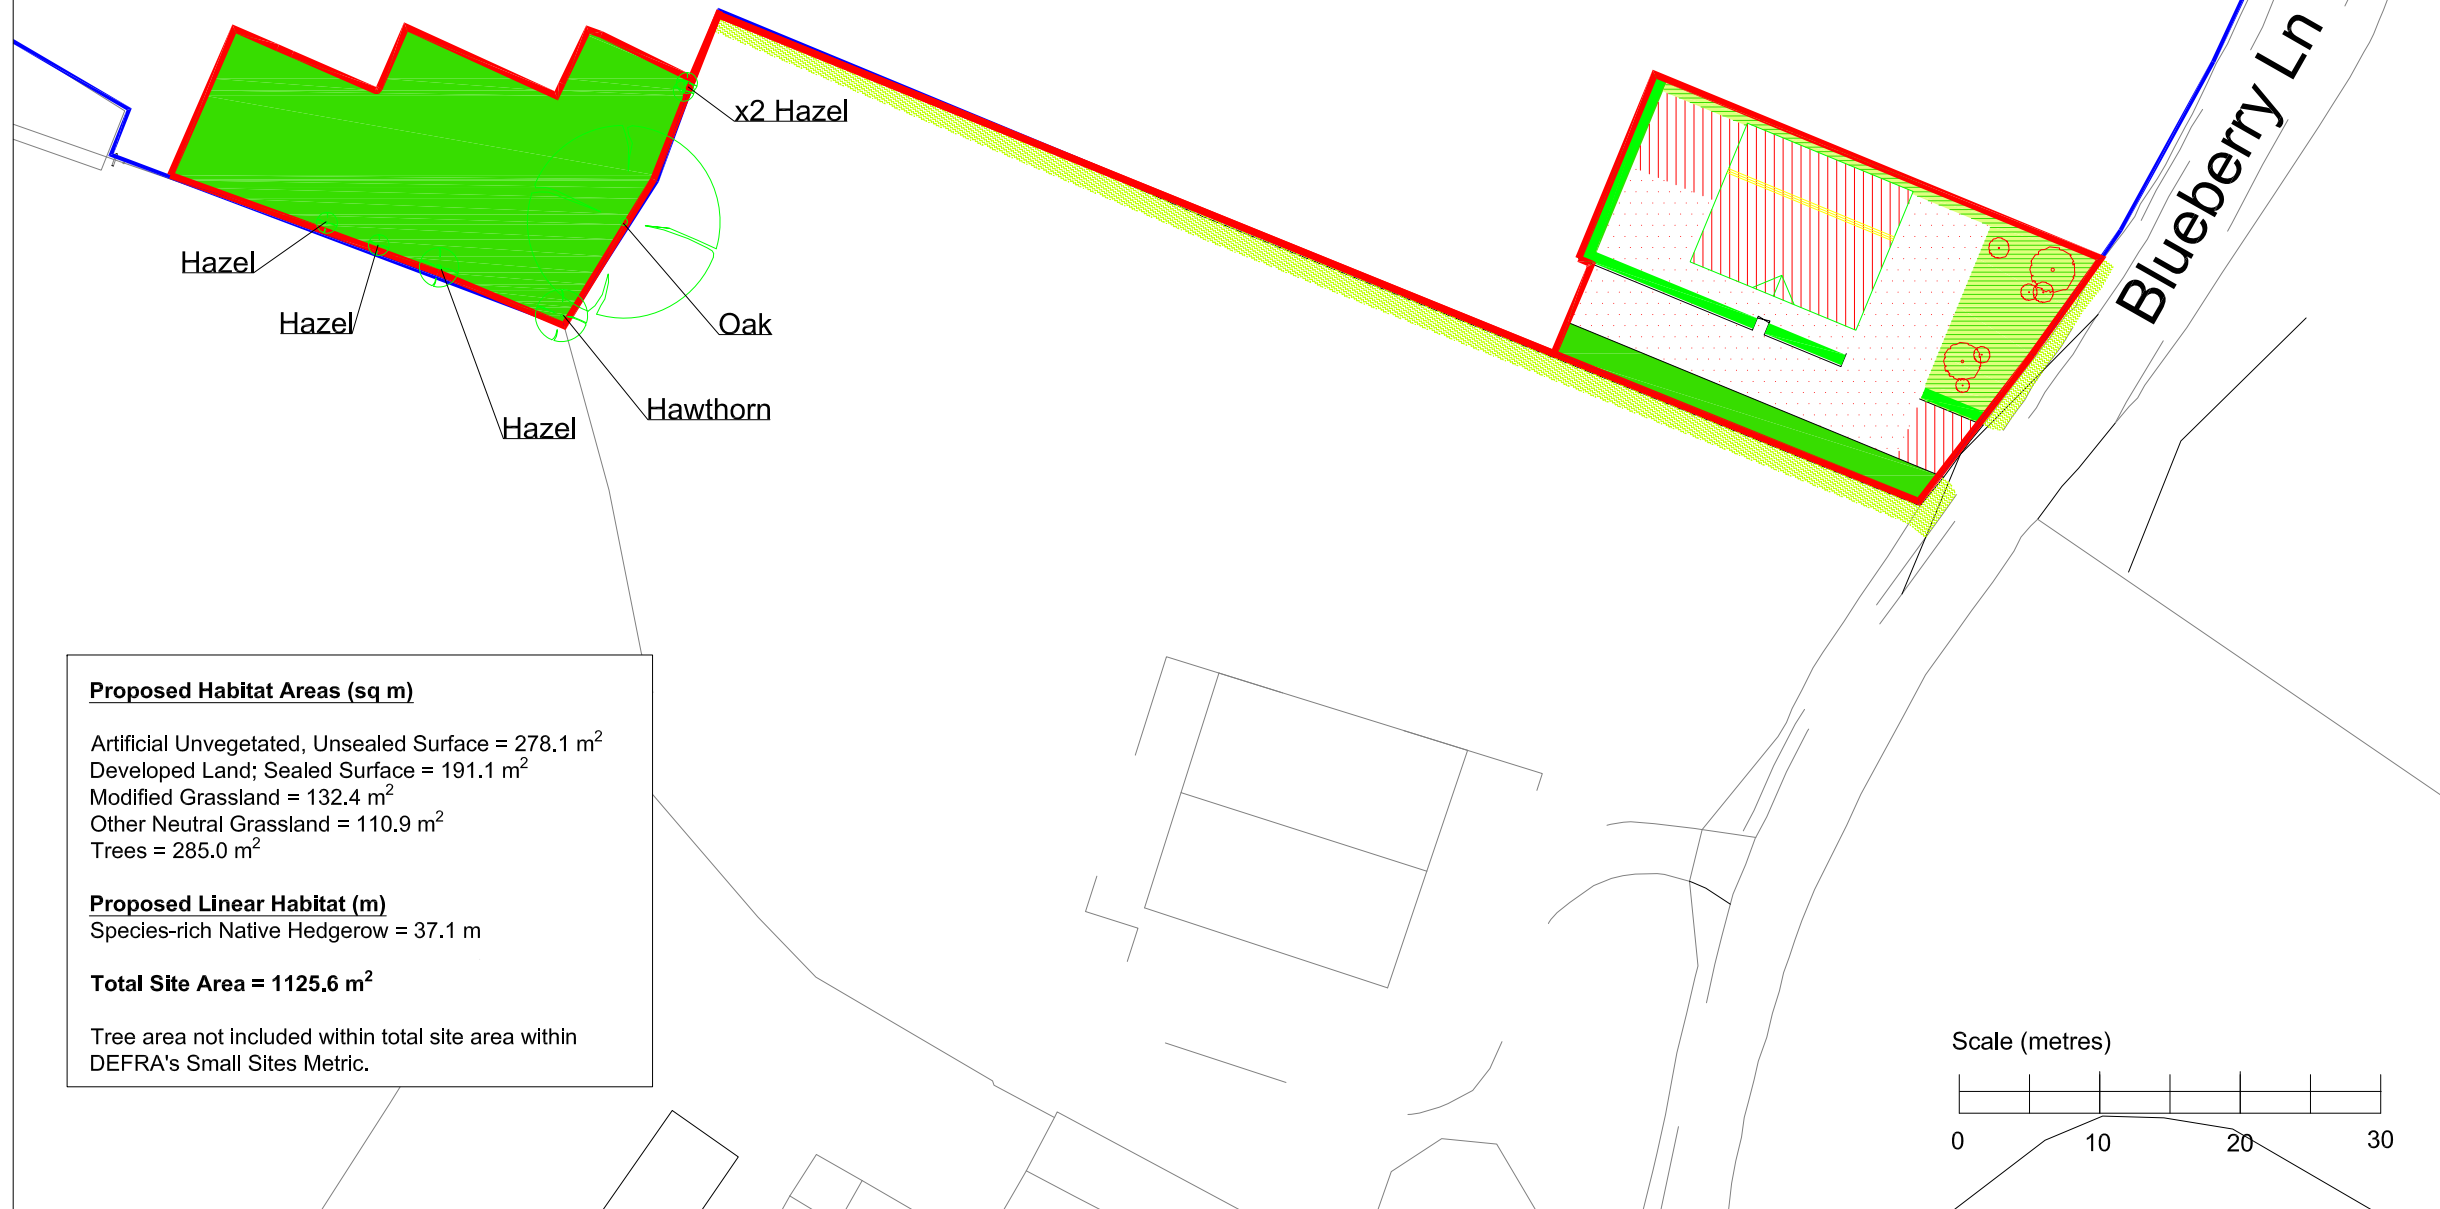 Blueberry Ln
x2 Hazel
Hazel
Hazel
Oak
Hawthorn
Hazel
Proposed Habitat Areas (sq m)
Artificial Unvegetated, Unsealed Surface = 278.1 m²
Developed Land; Sealed Surface = 191.1 m²
Modified Grassland = 132.4 m²
Other Neutral Grassland = 110.9 m²
Trees = 285.0 m²
Proposed Linear Habitat (m)
Species-rich Native Hedgerow = 37.1 m
Total Site Area = 1125.6 m²
Tree area not included within total site area within
DEFRA's Small Sites Metric.
Scale (metres)
0 10 20 30